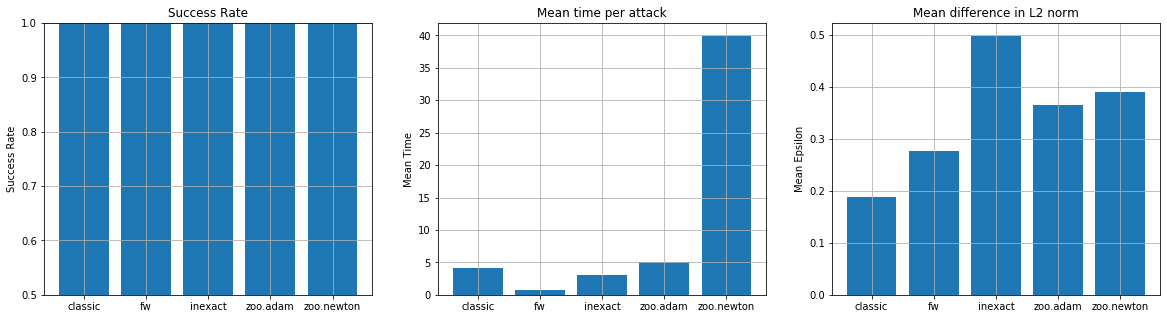 Success Rate
Success Rate
1.0
0.9
0.8
0.7
0.6
0.5
classic fw inexact zoo.adam zoo.newton
Mean time per attack
Mean Time
40
35
30
25
20
15
10
5
0
classic fw inexact zoo.adam zoo.newton
Mean difference in L2 norm
Mean Epsilon
0.5
0.4
0.3
0.2
0.1
0.0
classic fw inexact zoo.adam zoo.newton